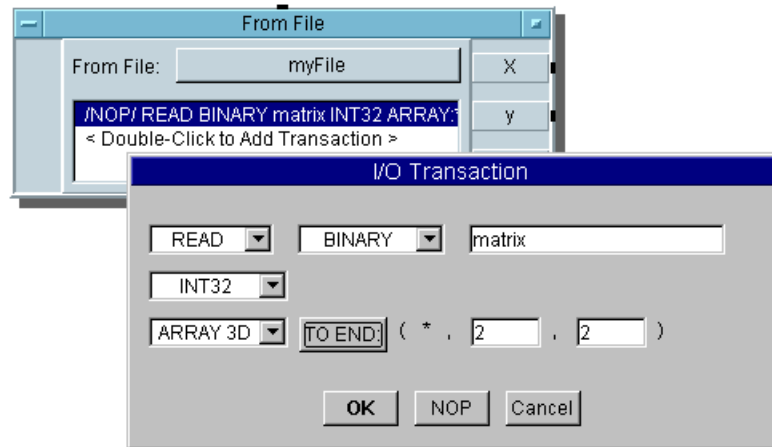 From File
From File: myFile X
/NOP/ READ BINARY matrix INT32 ARRAY:*
< Double-Click to Add Transaction > y
I/O Transaction
READ BINARY matrix
INT32
ARRAY 3D TO END: ( * , 2 , 2 )
OK NOP Cancel